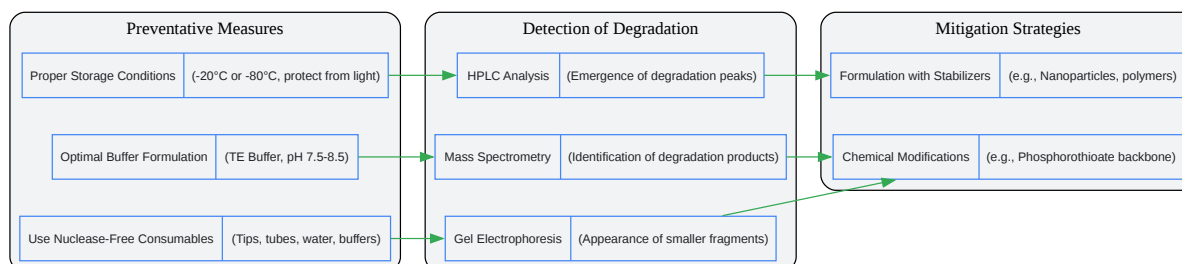 Preventative Measures
Detection of Degradation
Mitigation Strategies
Proper Storage Conditions (-20°C or -80°C, protect from light)
HPLC Analysis (Emergence of degradation peaks)
Formulation with Stabilizers (e.g., Nanoparticles, polymers)
Optimal Buffer Formulation (TE Buffer, pH 7.5-8.5)
Mass Spectrometry (Identification of degradation products)
Chemical Modifications (e.g., Phosphorothioate backbone)
Use Nuclease-Free Consumables (Tips, tubes, water, buffers)
Gel Electrophoresis (Appearance of smaller fragments)